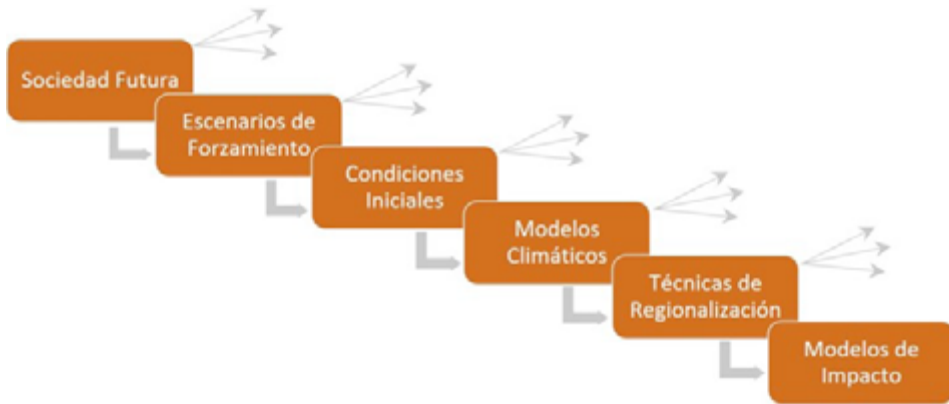 Sociedad Futura
Escenarios de
Forzamiento
Condiciones
Iniciales
Modelos
Climáticos
Técnicas de
Regionalización
Modelos de
Impacto